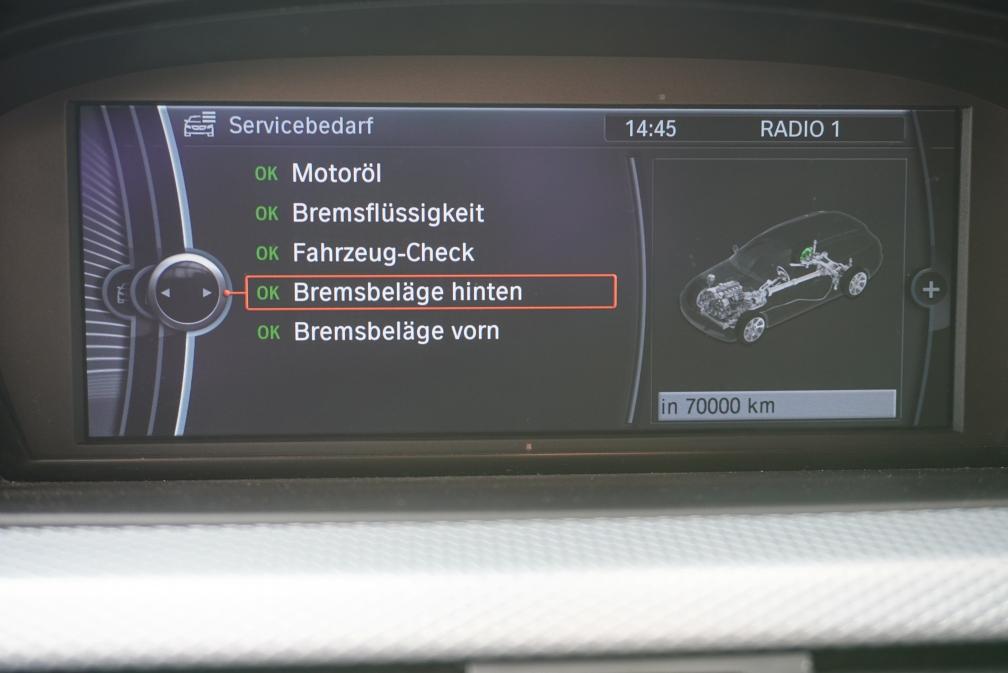 Servicebedarf
14:45 RADIO 1
OK Motoröl
OK Bremsflüssigkeit
OK Fahrzeug-Check
OK Bremsbeläge hinten
OK Bremsbeläge vorn
+
in 70000 km